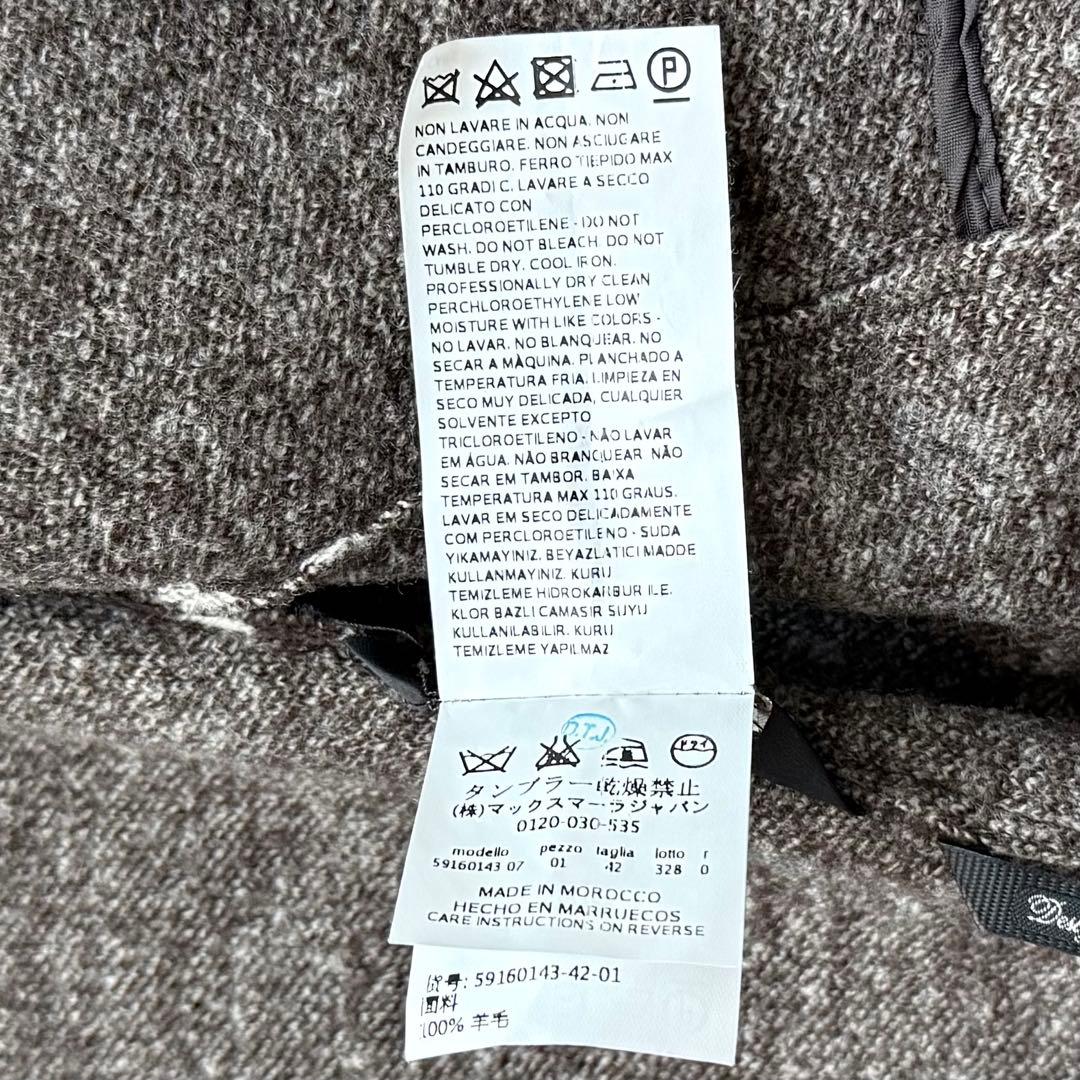 P
NON LAVARE IN ACQUA. NON
CANDEGGIARE. NON ASCIUGARE
IN TAMBURO. FERRO TIEPIDO MAX
110 GRADI C. LAVARE A SECCO
DELICATO CON
PERCLOROETILENE - DO NOT
WASH. DO NOT BLEACH. DO NOT
TUMBLE DRY. COOL IRON.
PROFESSIONALLY DRY CLEAN
PERCHLOROETHYLENE LOW
MOISTURE WITH LIKE COLORS -
NO LAVAR. NO BLANQUEAR. NO
SECAR A MÀQUINA. PLANCHADO A
TEMPERATURA FRIA. LIMPIEZA EN
SECO MUY DELICADA, CUALQUIER
SOLVENTE EXCEPTO
TRICLOROETILENO - NÃO LAVAR
EM ÁGUA. NÃO BRANQUEAR. NÃO
SECAR EM TAMBOR. BAIXA
TEMPERATURA MAX 110 GRAUS.
LAVAR EM SECO DELICADAMENTE
COM PERCLOROETILENO - SUDA
YIKAMAYINIZ. BEYAZLATICI MADDE
KULLANMAYINIZ. KURU
TEMIZLEME HIDROKARBUR ILE.
KLOR BAZLI CAMASIR SUYU
KULLANILABILIR. KURU
TEMIZLEME YAPILMAZ
D.T.J.
ドライ
タンブラー乾燥禁止
(株)マックスマーラジャパン
0120-030-535
modello pezzo taglia lotto r
59160143 07 01 42 328 0
MADE IN MOROCCO
HECHO EN MARRUECOS
CARE INSTRUCTIONS ON REVERSE
货号: 59160143-42-01
面料
100% 羊毛